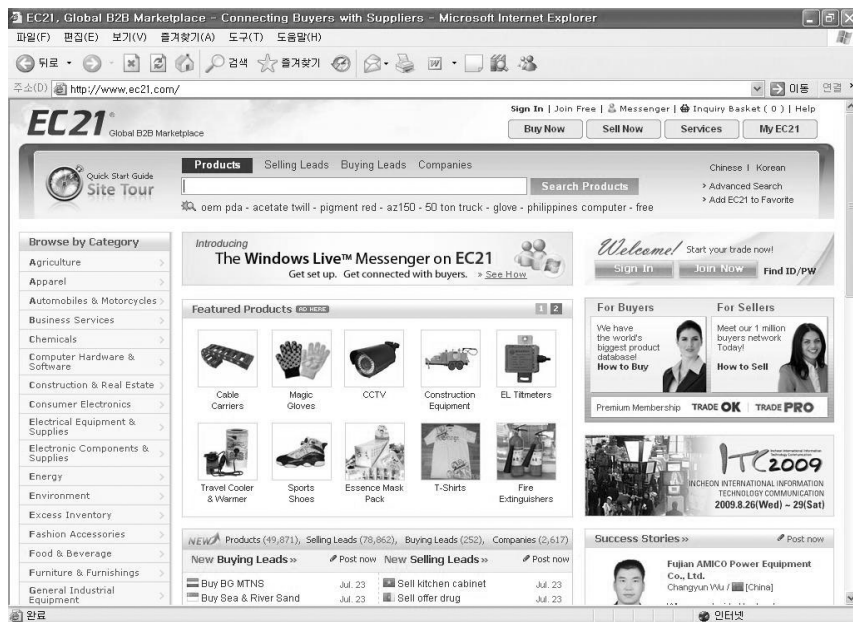 EC21, Global B2B Marketplace - Connecting Buyers with Suppliers - Microsoft Internet Explorer
파일(F) 편집(E) 보기(V) 즐겨찾기(A) 도구(T) 도움말(H)
뒤로 검색 즐겨찾기
주소(D) http://www.ec21.com/ 이동 연결
Sign In | Join Free | Messenger | Inquiry Basket ( 0 ) | Help
EC21 Global B2B Marketplace
Buy Now Sell Now Services My EC21
Quick Start Guide
Site Tour
Products Selling Leads Buying Leads Companies
Search Products
oem pda - acetate twill - pigment red - az150 - 50 ton truck - glove - philippines computer - free
Chinese | Korean
> Advanced Search
> Add EC21 to Favorite
Browse by Category
Agriculture
Apparel
Automobiles & Motorcycles
Business Services
Chemicals
Computer Hardware &
Software
Construction & Real Estate
Consumer Electronics
Electrical Equipment &
Supplies
Electronic Components &
Supplies
Energy
Environment
Excess Inventory
Fashion Accessories
Food & Beverage
Furniture & Furnishings
General Industrial
Equipment
Introducing
The Windows Live™ Messenger on EC21
Get set up. Get connected with buyers. » See How
Featured Products AD HERE 1 2
Cable
Carriers
Magic
Gloves
CCTV
Construction
Equipment
EL Tiltmeters
Travel Cooler
& Warmer
Sports
Shoes
Essence Mask
Pack
T-Shirts
Fire
Extinguishers
NEW Products (49,871), Selling Leads (78,862), Buying Leads (252), Companies (2,617)
New Buying Leads » Post now
Buy BG MTNS Jul. 23
Buy Sea & River Sand Jul. 23
New Selling Leads » Post now
Sell kitchen cabinet Jul. 23
Sell offer drug Jul. 23
Welcome! Start your trade now!
Sign In Join Now Find ID/PW
For Buyers
We have
the world's
biggest product
database!
How to Buy
For Sellers
Meet our 1 million
buyers network
Today!
How to Sell
Premium Membership TRADE OK | TRADE PRO
ITC 2009
INCHEON INTERNATIONAL INFORMATION
TECHNOLOGY COMMUNICATION
2009.8.26(Wed) ~ 29(Sat)
Success Stories » Post now
Fujian AMICO Power Equipment
Co., Ltd.
Changyun Wu / [China]
완료 인터넷